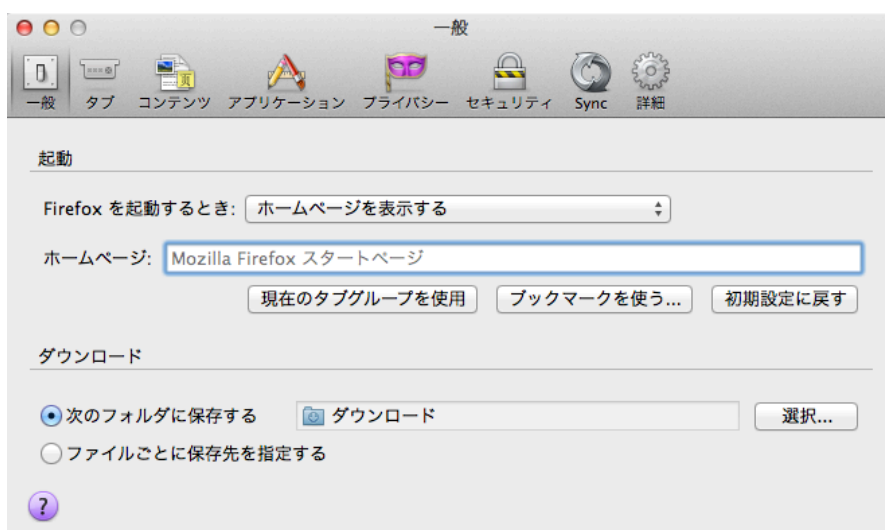 一般
一般 タブ コンテンツ アプリケーション プライバシー セキュリティ Sync 詳細
起動
Firefox を起動するとき: ホームページを表示する
ホームページ: Mozilla Firefox スタートページ
現在のタブグループを使用 ブックマークを使う... 初期設定に戻す
ダウンロード
次のフォルダに保存する ダウンロード 選択...
ファイルごとに保存先を指定する
?